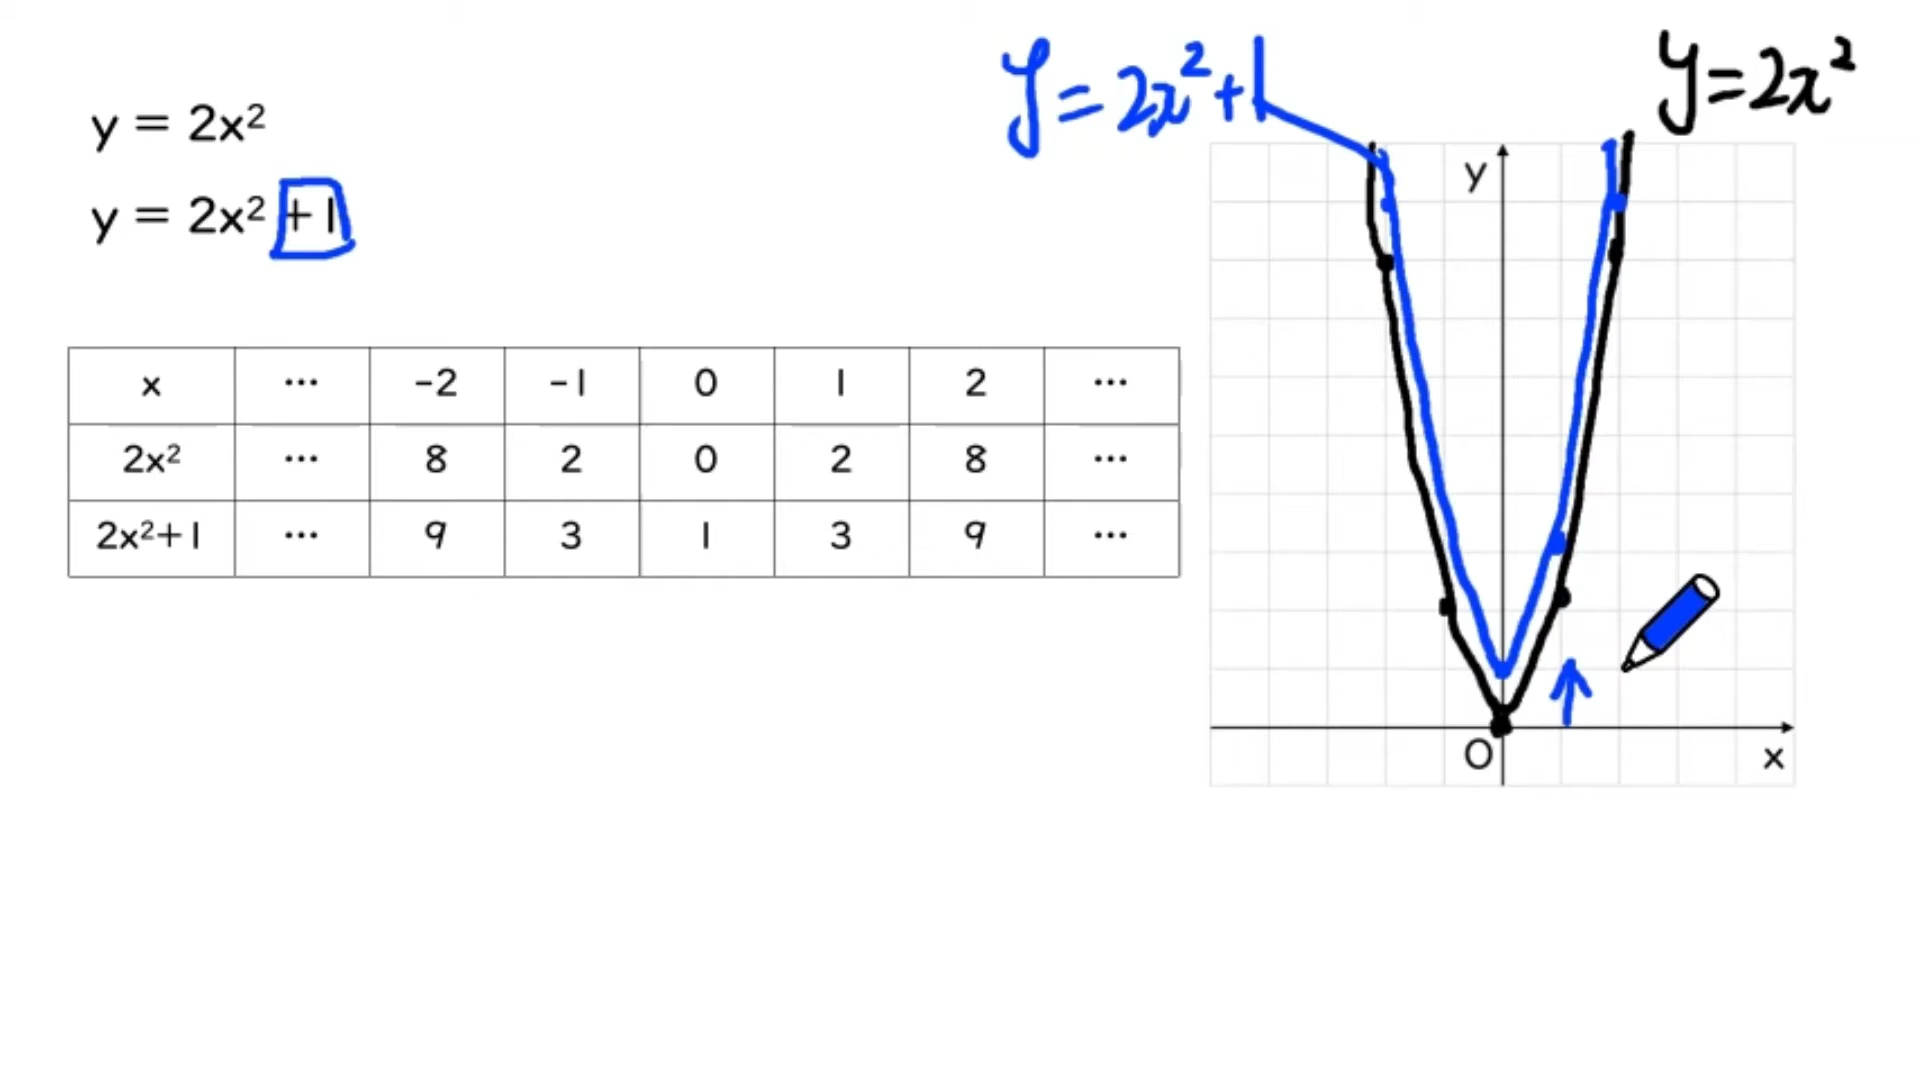 y = 2x²
y = 2x² +1
x ⋯ -2 -1 0 1 2 ⋯
2x² ⋯ 8 2 0 2 8 ⋯
2x²+1 ⋯ 9 3 1 3 9 ⋯
y=2x²+1
y=2x²
y
O
x